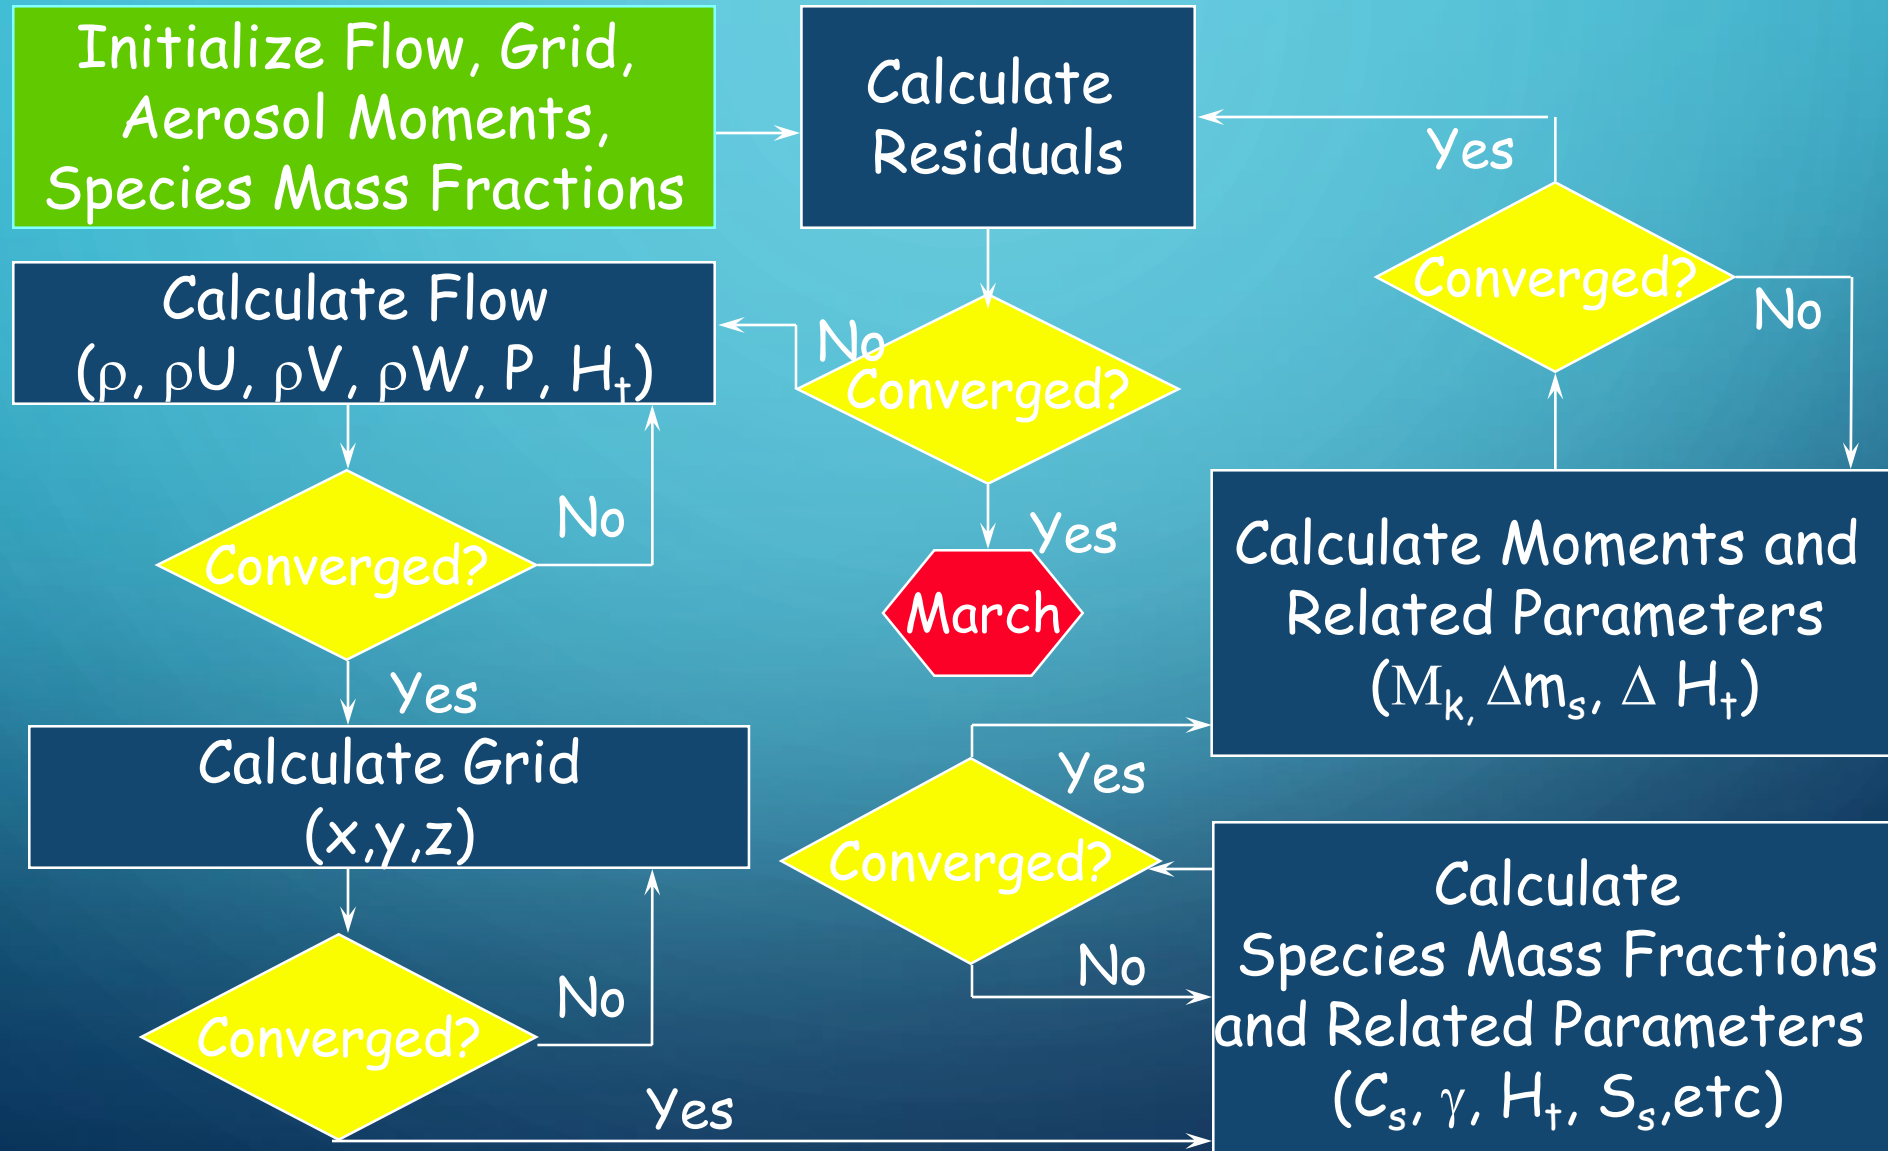 Initialize Flow, Grid,
Aerosol Moments,
Species Mass Fractions
Calculate
Residuals
Yes
Converged?
No
Calculate Flow
(ρ, ρU, ρV, ρW, P, Hₜ)
No
Converged?
Yes
March
Converged?
No
Yes
Calculate Moments and
Related Parameters
(Mₖ, Δmₛ, Δ Hₜ)
Calculate Grid
(x,y,z)
Converged?
No
Yes
Converged?
Yes
No
Calculate
Species Mass Fractions
and Related Parameters
(Cₛ, γ, Hₜ, Sₛ,etc)